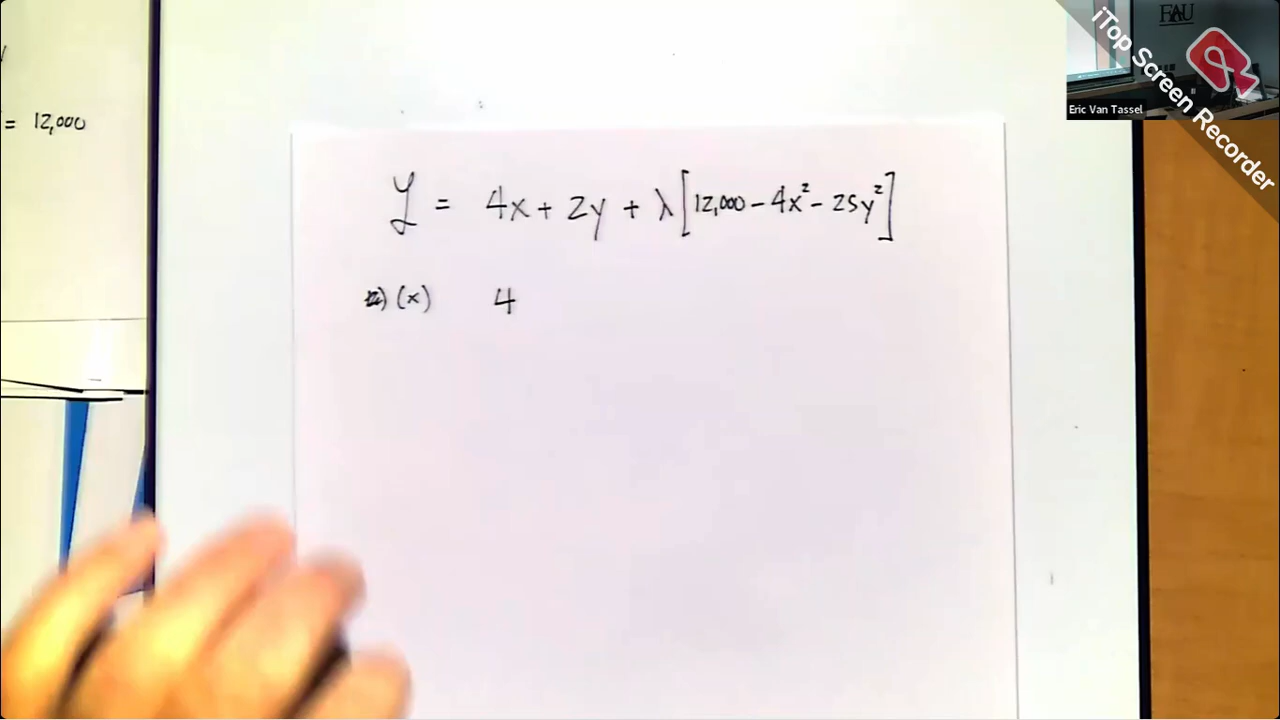 = 12,000
ℒ = 4x + 2y + λ[12,000 - 4x² - 25y²]
(x) 4
FAU
Eric Van Tassel
iTop Screen Recorder